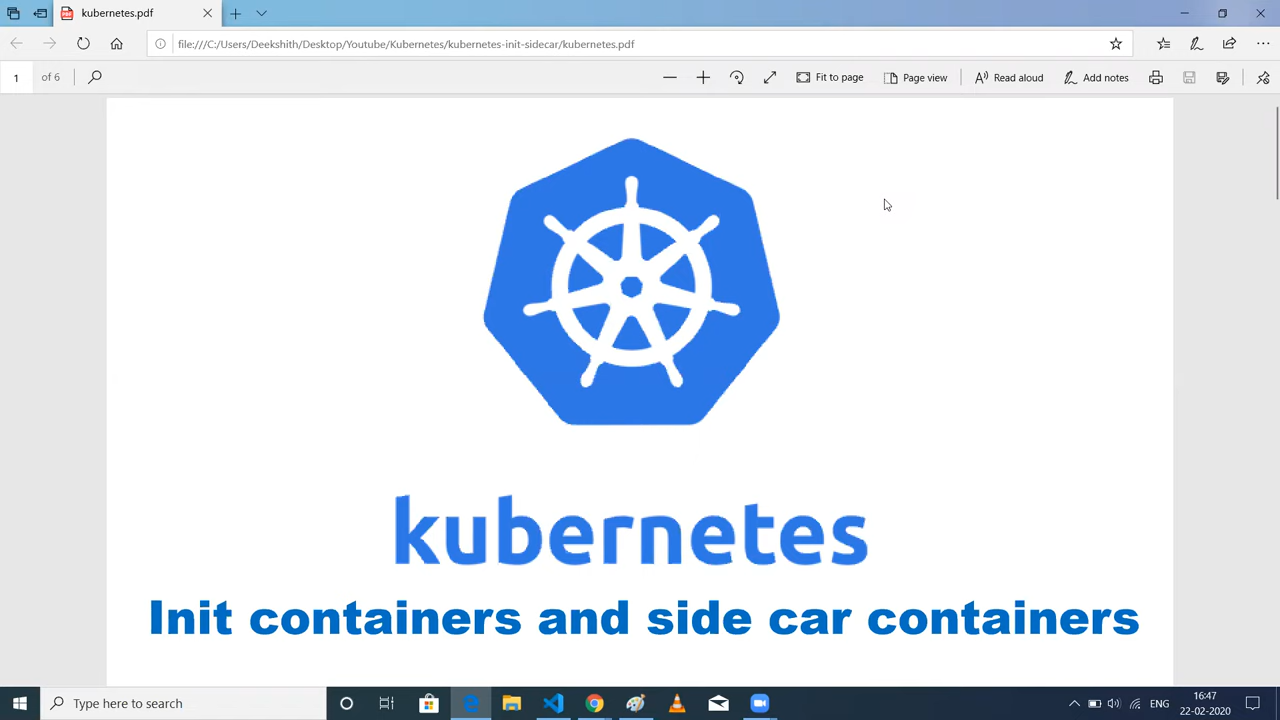 kubernetes.pdf
file:///C:/Users/Deekshith/Desktop/Youtube/Kubernetes/kubernetes-init-sidecar/kubernetes.pdf
1 of 6 Fit to page Page view Read aloud Add notes
kubernetes
Init containers and side car containers
Type here to search
ENG
16:47
22-02-2020